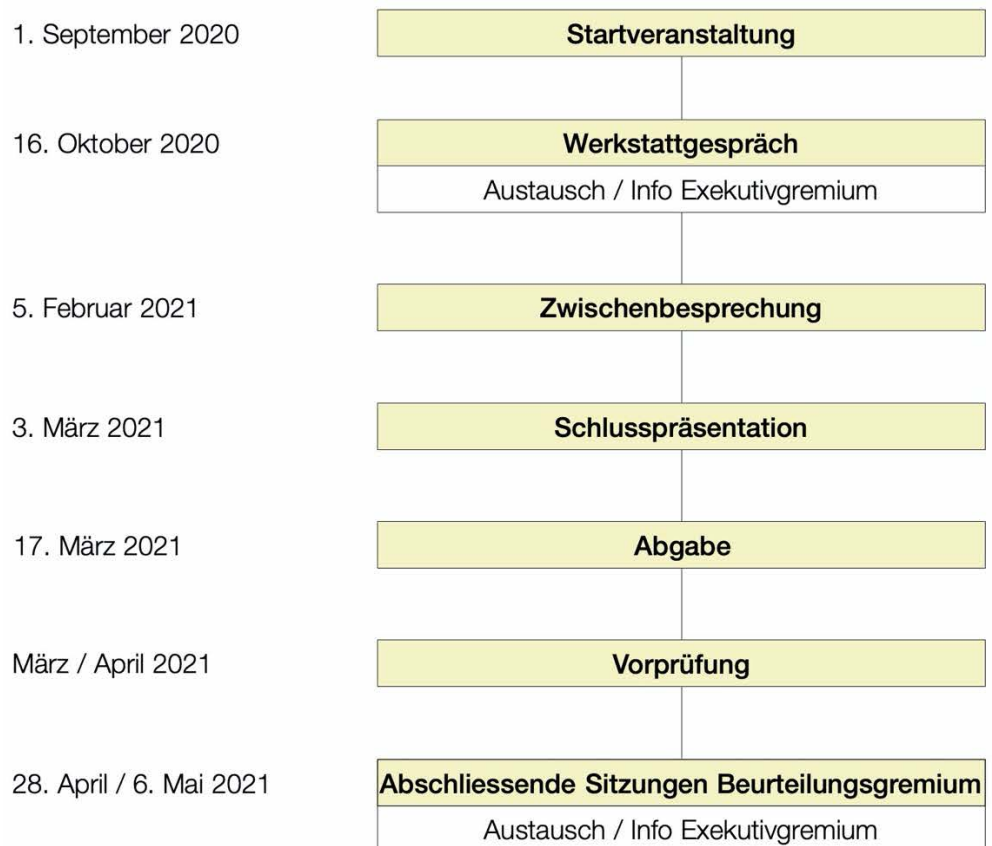 1. September 2020 Startveranstaltung
16. Oktober 2020 Werkstattgespräch
Austausch / Info Exekutivgremium
5. Februar 2021 Zwischenbesprechung
3. März 2021 Schlusspräsentation
17. März 2021 Abgabe
März / April 2021 Vorprüfung
28. April / 6. Mai 2021 Abschliessende Sitzungen Beurteilungsgremium
Austausch / Info Exekutivgremium